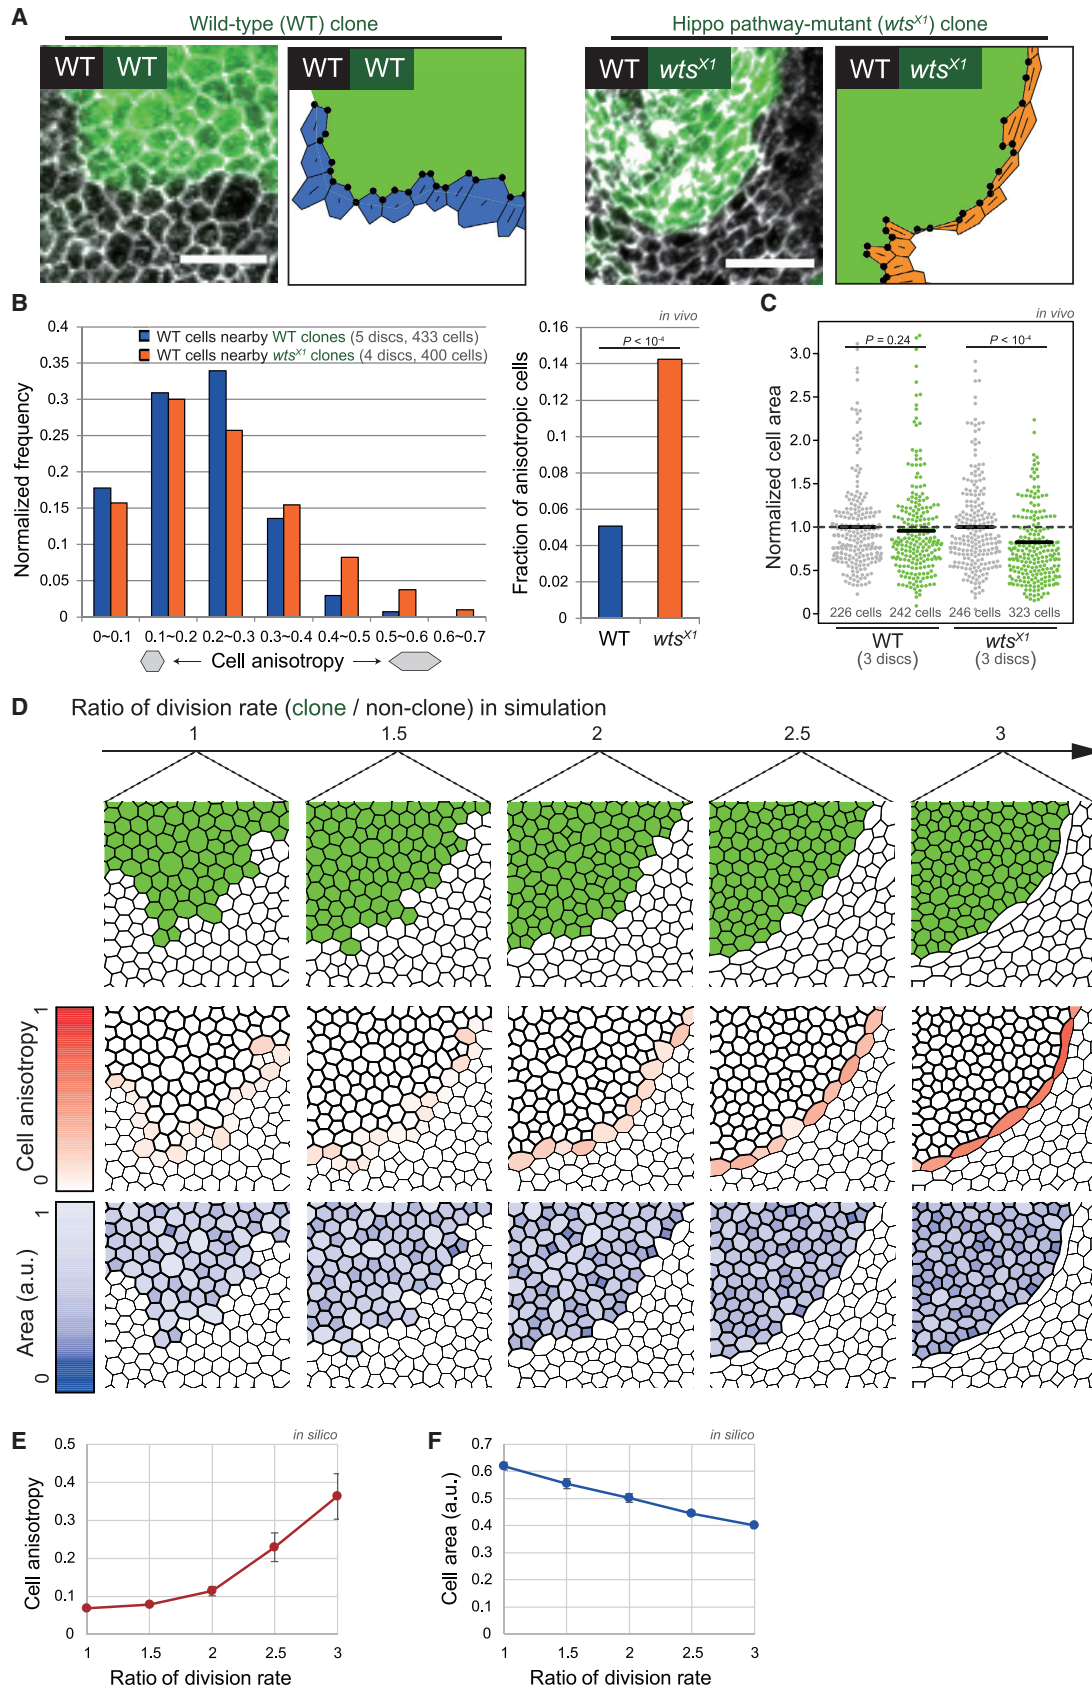 A
Wild-type (WT) clone
Hippo pathway-mutant (wtsX1) clone
WT WT
WT WT
WT wtsX1
WT wtsX1
B
WT cells nearby WT clones (5 discs, 433 cells)
WT cells nearby wtsX1 clones (4 discs, 400 cells)
Normalized frequency
0.4
0.35
0.3
0.25
0.2
0.15
0.1
0.05
0
0~0.1 0.1~0.2 0.2~0.3 0.3~0.4 0.4~0.5 0.5~0.6 0.6~0.7
Cell anisotropy
in vivo
P < 10-4
Fraction of anisotropic cells
0.16
0.14
0.12
0.1
0.08
0.06
0.04
0.02
0
WT wtsX1
C
in vivo
P = 0.24
P < 10-4
Normalized cell area
3.0
2.5
2.0
1.5
1.0
0.5
0
226 cells 242 cells 246 cells 323 cells
WT wtsX1
(3 discs) (3 discs)
D
Ratio of division rate (clone / non-clone) in simulation
1 1.5 2 2.5 3
Cell anisotropy
1
0
Area (a.u.)
1
0
E
in silico
Cell anisotropy
0.5
0.4
0.3
0.2
0.1
0
1 1.5 2 2.5 3
Ratio of division rate
F
in silico
Cell area (a.u.)
0.7
0.6
0.5
0.4
0.3
0.2
0.1
0
1 1.5 2 2.5 3
Ratio of division rate